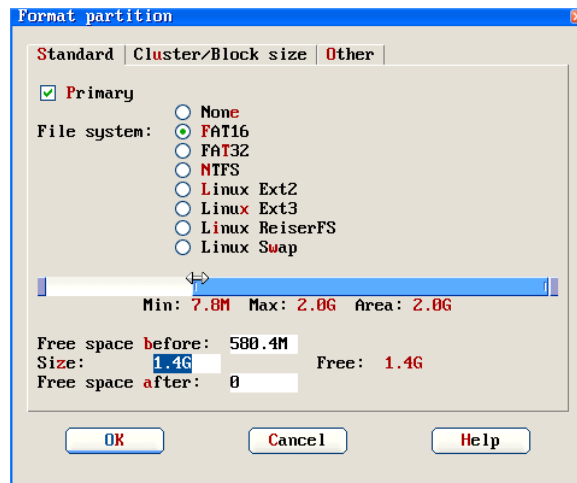 Format partition
Standard | Cluster/Block size | Other |
Primary
None
File system: FAT16
FAT32
NTFS
Linux Ext2
Linux Ext3
Linux ReiserFS
Linux Swap
Min: 7.8M Max: 2.0G Area: 2.0G
Free space before: 580.4M
Size: 1.4G Free: 1.4G
Free space after: 0
OK Cancel Help